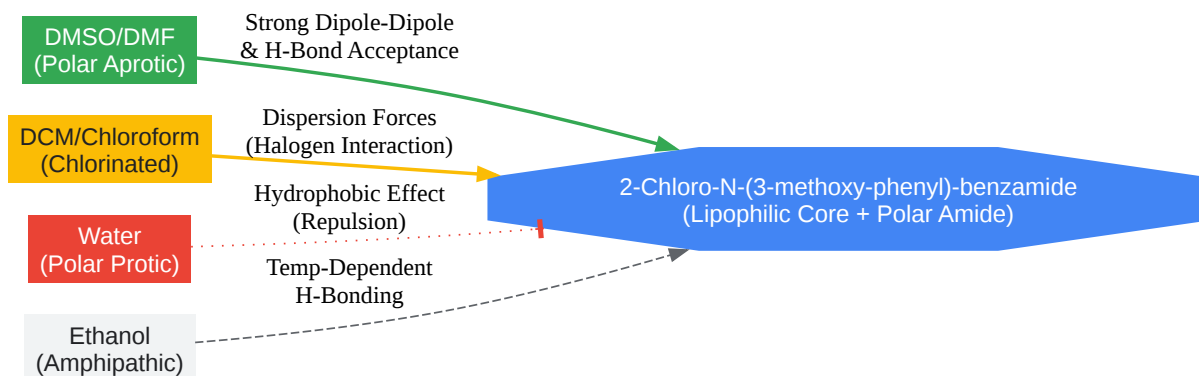 DMSO/DMF
(Polar Aprotic)
Strong Dipole-Dipole
& H-Bond Acceptance
DCM/Chloroform
(Chlorinated)
Dispersion Forces
(Halogen Interaction)
2-Chloro-N-(3-methoxy-phenyl)-benzamide
(Lipophilic Core + Polar Amide)
Hydrophobic Effect
(Repulsion)
Water
(Polar Protic)
Temp-Dependent
H-Bonding
Ethanol
(Amphipathic)